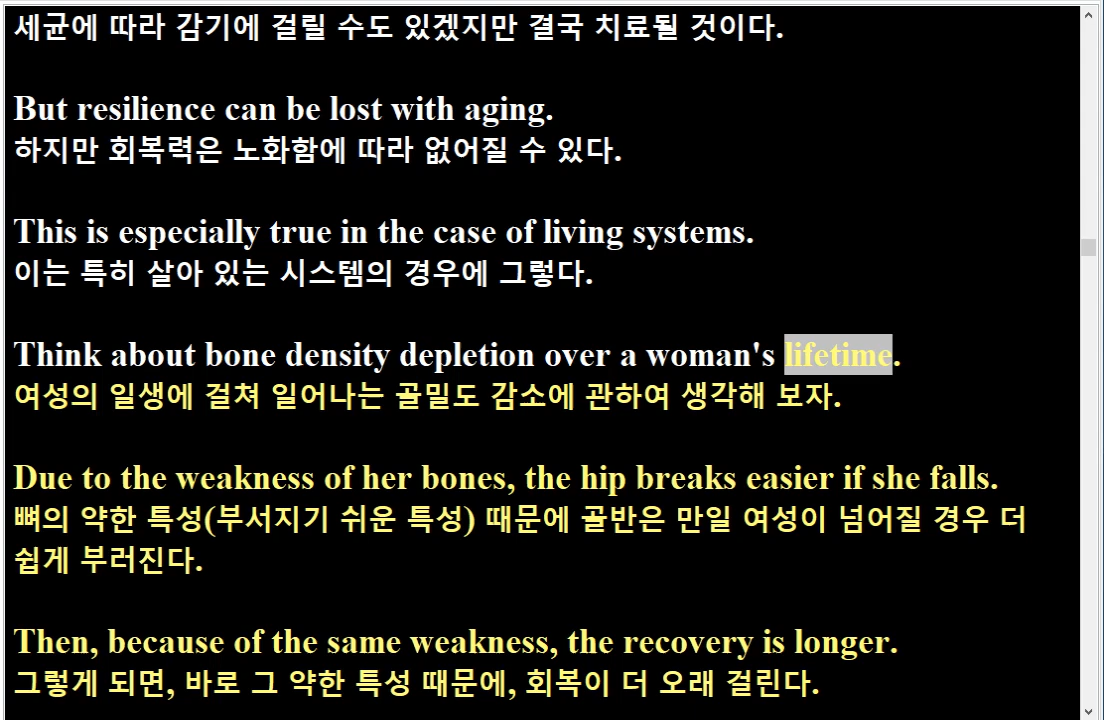 세균에 따라 감기에 걸릴 수도 있겠지만 결국 치료될 것이다.
But resilience can be lost with aging.
하지만 회복력은 노화함에 따라 없어질 수 있다.
This is especially true in the case of living systems.
이는 특히 살아 있는 시스템의 경우에 그렇다.
Think about bone density depletion over a woman's lifetime.
여성의 일생에 걸쳐 일어나는 골밀도 감소에 관하여 생각해 보자.
Due to the weakness of her bones, the hip breaks easier if she falls.
뼈의 약한 특성(부서지기 쉬운 특성) 때문에 골반은 만일 여성이 넘어질 경우 더
쉽게 부러진다.
Then, because of the same weakness, the recovery is longer.
그렇게 되면, 바로 그 약한 특성 때문에, 회복이 더 오래 걸린다.